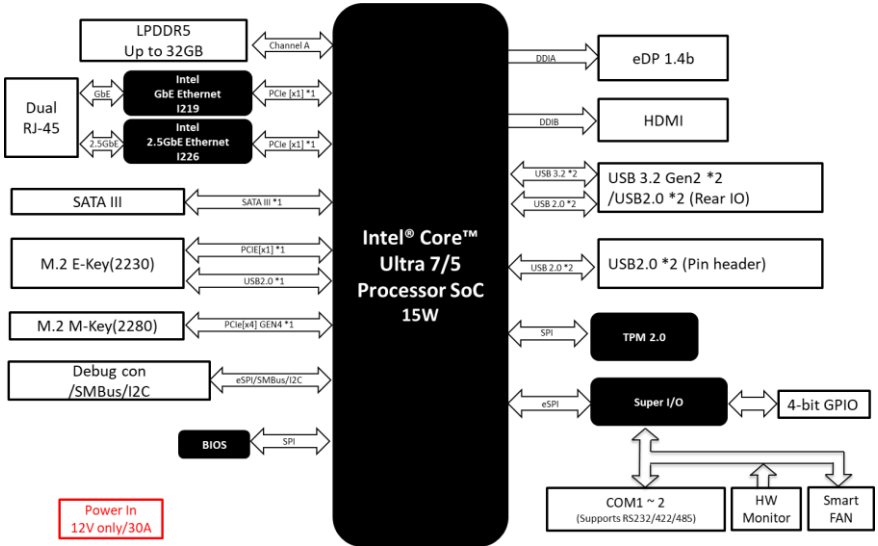 LPDDR5
Up to 32GB
Channel A
Dual
RJ-45
GbE
Intel
GbE Ethernet
I219
PCIe [x1] *1
2.5GbE
Intel
2.5GbE Ethernet
I226
PCIe [x1] *1
SATA III
SATA III *1
M.2 E-Key(2230)
PCIE[x1] *1
USB2.0 *1
M.2 M-Key(2280)
PCIe[x4] GEN4 *1
Debug con
/SMBus/I2C
eSPI/SMBus/I2C
BIOS
SPI
Power In
12V only/30A
Intel® Core™
Ultra 7/5
Processor SoC
15W
DDIA
eDP 1.4b
DDIB
HDMI
USB 3.2 *2
USB 2.0 *2
USB 3.2 Gen2 *2
/USB2.0 *2 (Rear IO)
USB 2.0 *2
USB2.0 *2 (Pin header)
SPI
TPM 2.0
eSPI
Super I/O
4-bit GPIO
COM1 ~ 2
(Supports RS232/422/485)
HW
Monitor
Smart
FAN